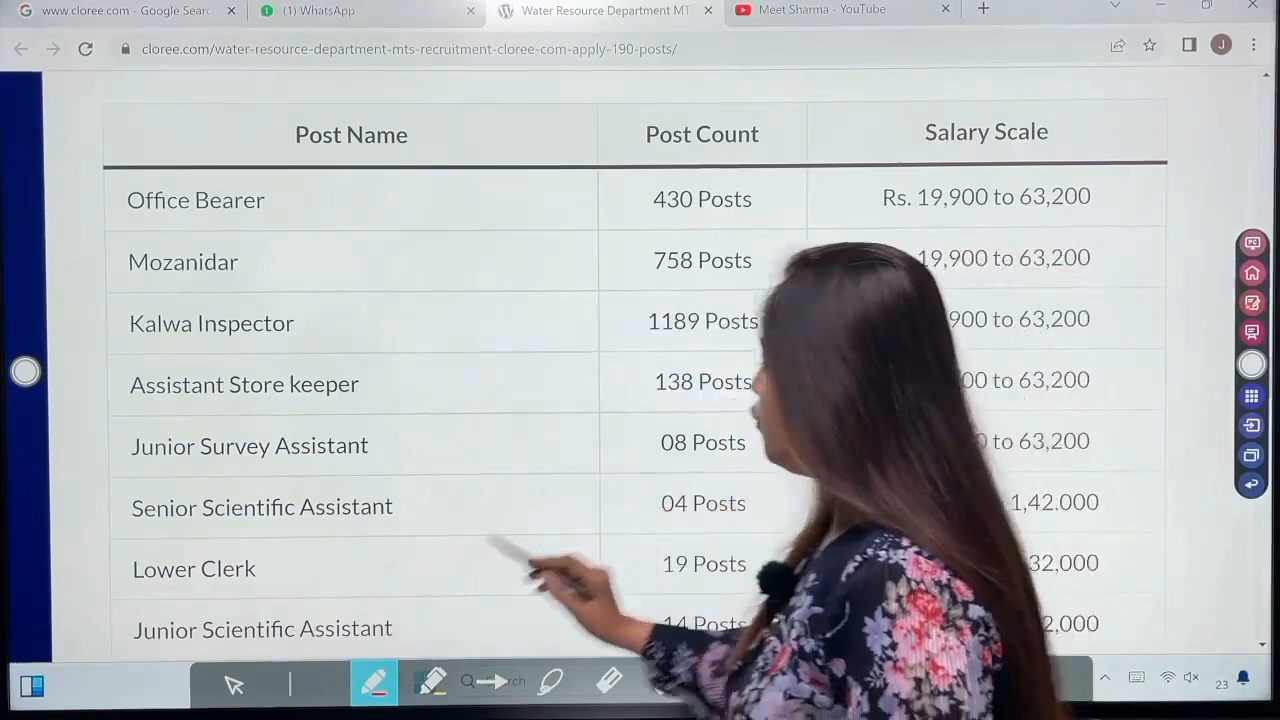 www.cloree.com - Google Searc
(1) WhatsApp
Water Resource Department MT
Meet Sharma - YouTube
cloree.com/water-resource-department-mts-recruitment-cloree-com-apply-190-posts/
J
Post Name Post Count Salary Scale
Office Bearer 430 Posts Rs. 19,900 to 63,200
Mozanidar 758 Posts 19,900 to 63,200
Kalwa Inspector 1189 Posts 900 to 63,200
Assistant Store keeper 138 Posts 00 to 63,200
Junior Survey Assistant 08 Posts 0 to 63,200
Senior Scientific Assistant 04 Posts 1,42.000
Lower Clerk 19 Posts 32,000
Junior Scientific Assistant 14 Posts 2,000
PC
23